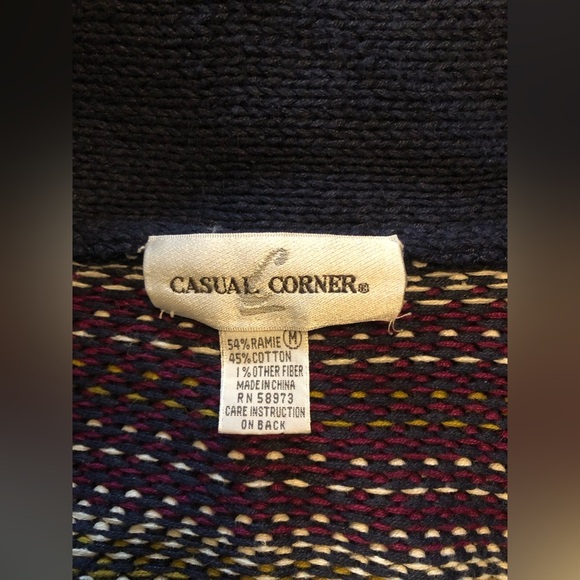 CASUAL CORNER®
54% RAMIE M
45% COTTON
1% OTHER FIBER
MADE IN CHINA
RN 58973
CARE INSTRUCTION
ON BACK